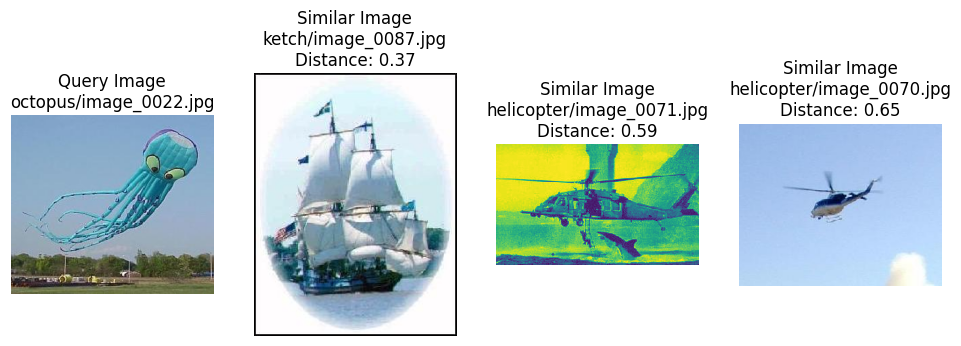 Query Image
octopus/image_0022.jpg
Similar Image
ketch/image_0087.jpg
Distance: 0.37
Similar Image
helicopter/image_0071.jpg
Distance: 0.59
Similar Image
helicopter/image_0070.jpg
Distance: 0.65